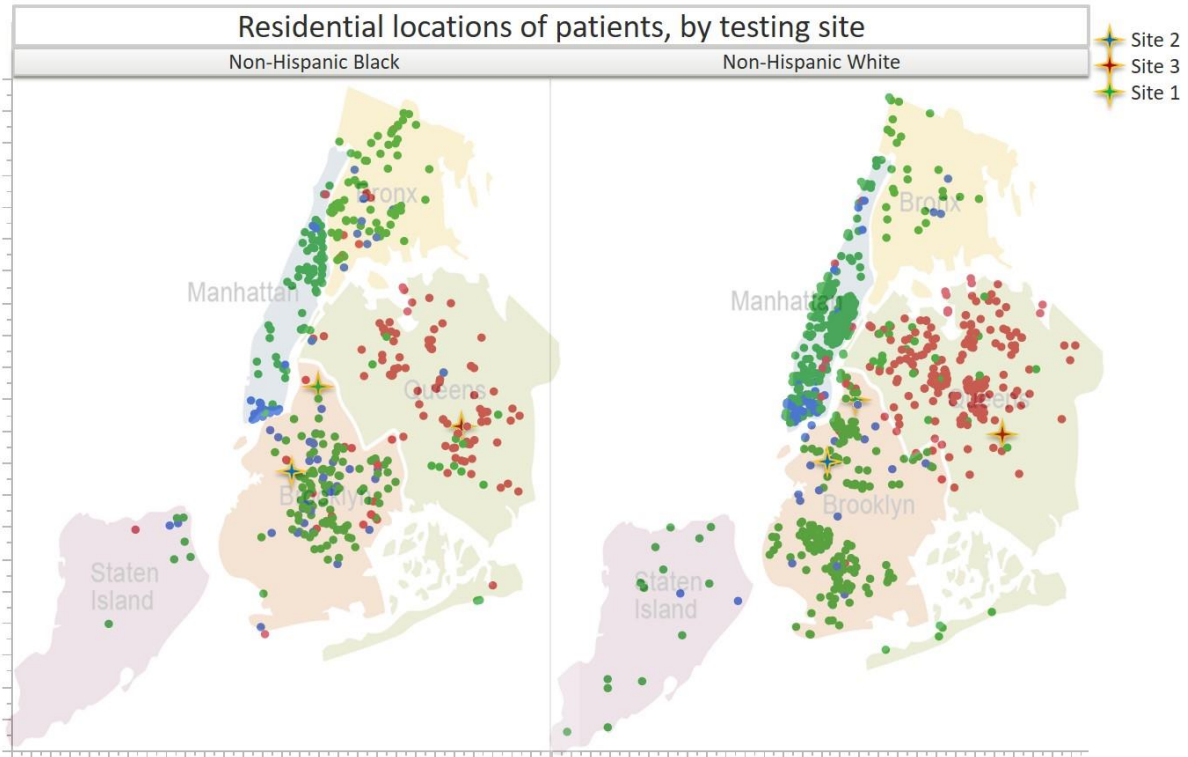 Residential locations of patients, by testing site
Non-Hispanic Black
Non-Hispanic White
Site 2
Site 3
Site 1
Bronx
Manhattan
Queens
Brooklyn
Staten
Island
Bronx
Manhattan
Queens
Brooklyn
Staten
Island